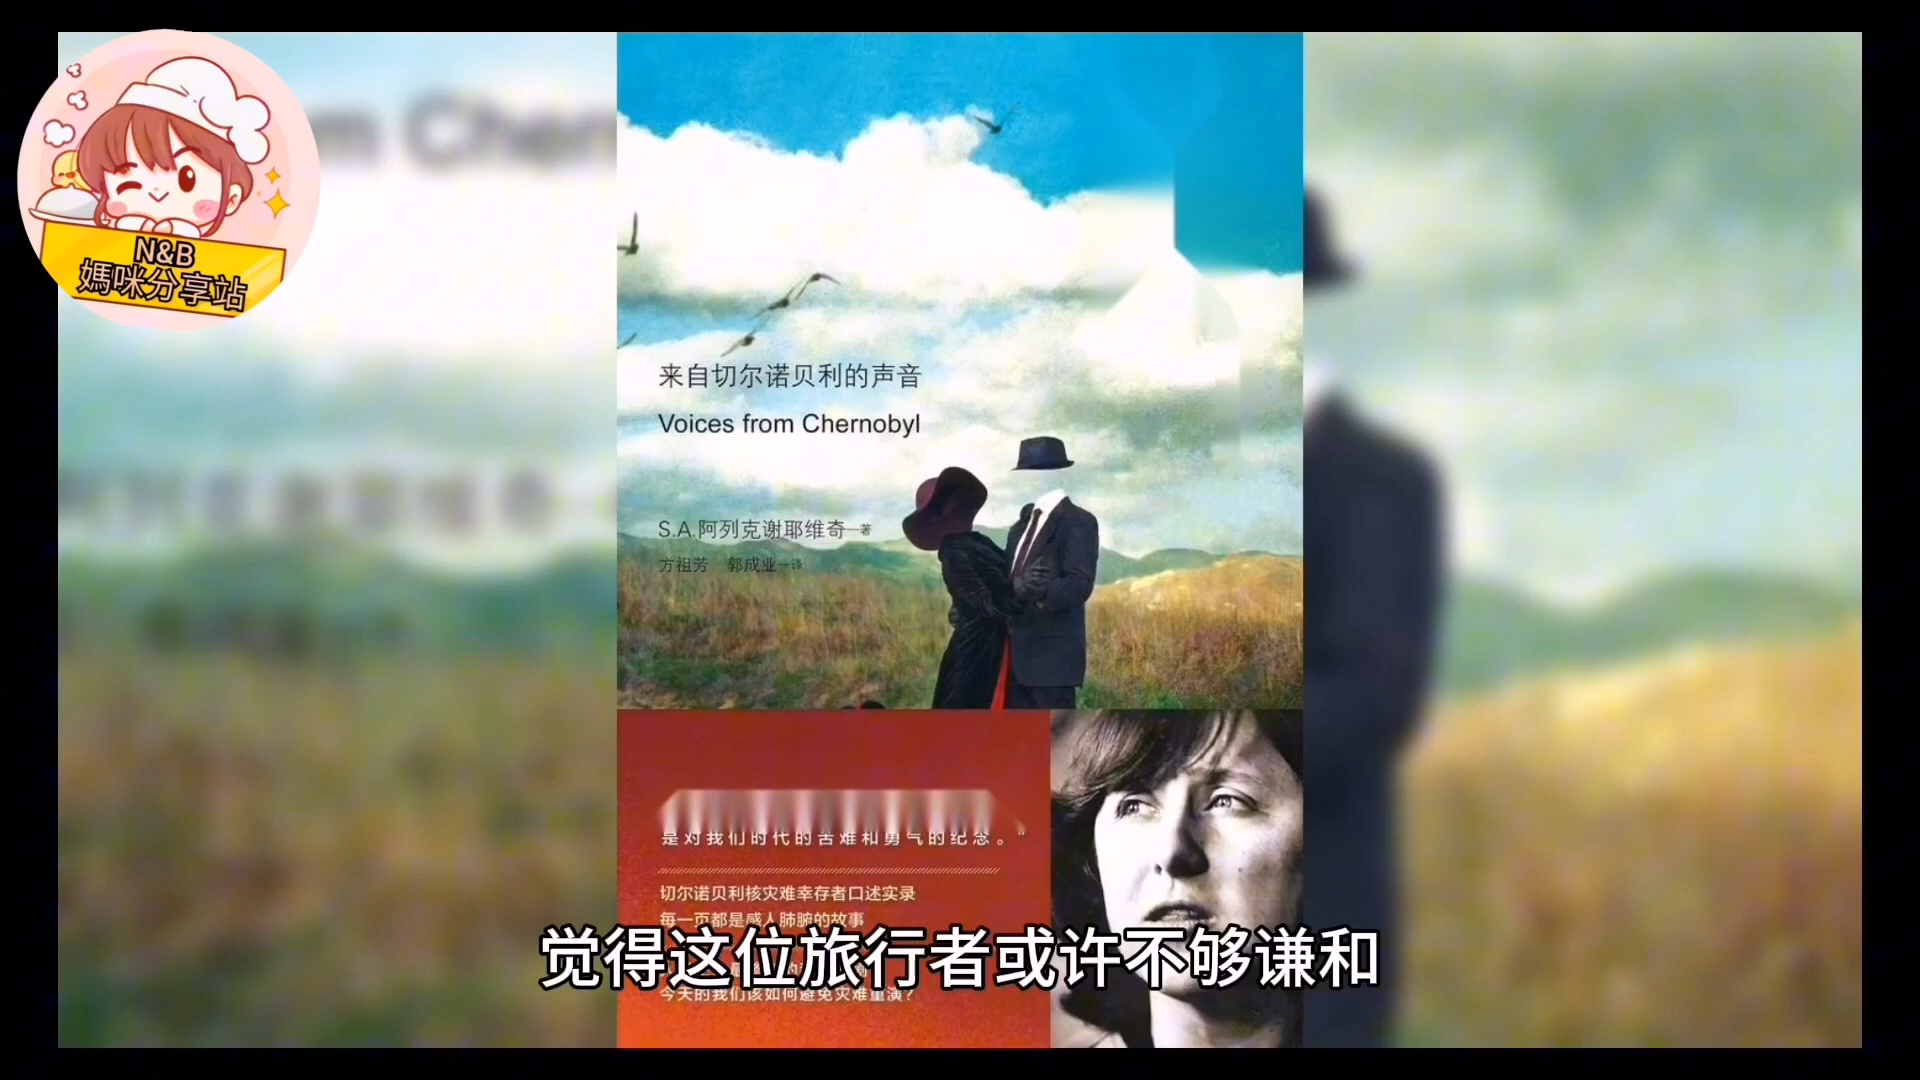 N&B
媽咪分享站
m Chern
来自切尔诺贝利的声音
Voices from Chernobyl
S.A.阿列克谢耶维奇—著
方祖芳 郭成业—译
是对我们时代的苦难和勇气的纪念。”
切尔诺贝利核灾难幸存者口述实录
每一页都是感人肺腑的故事
今天的我们该如何避免灾难重演?
觉得这位旅行者或许不够谦和